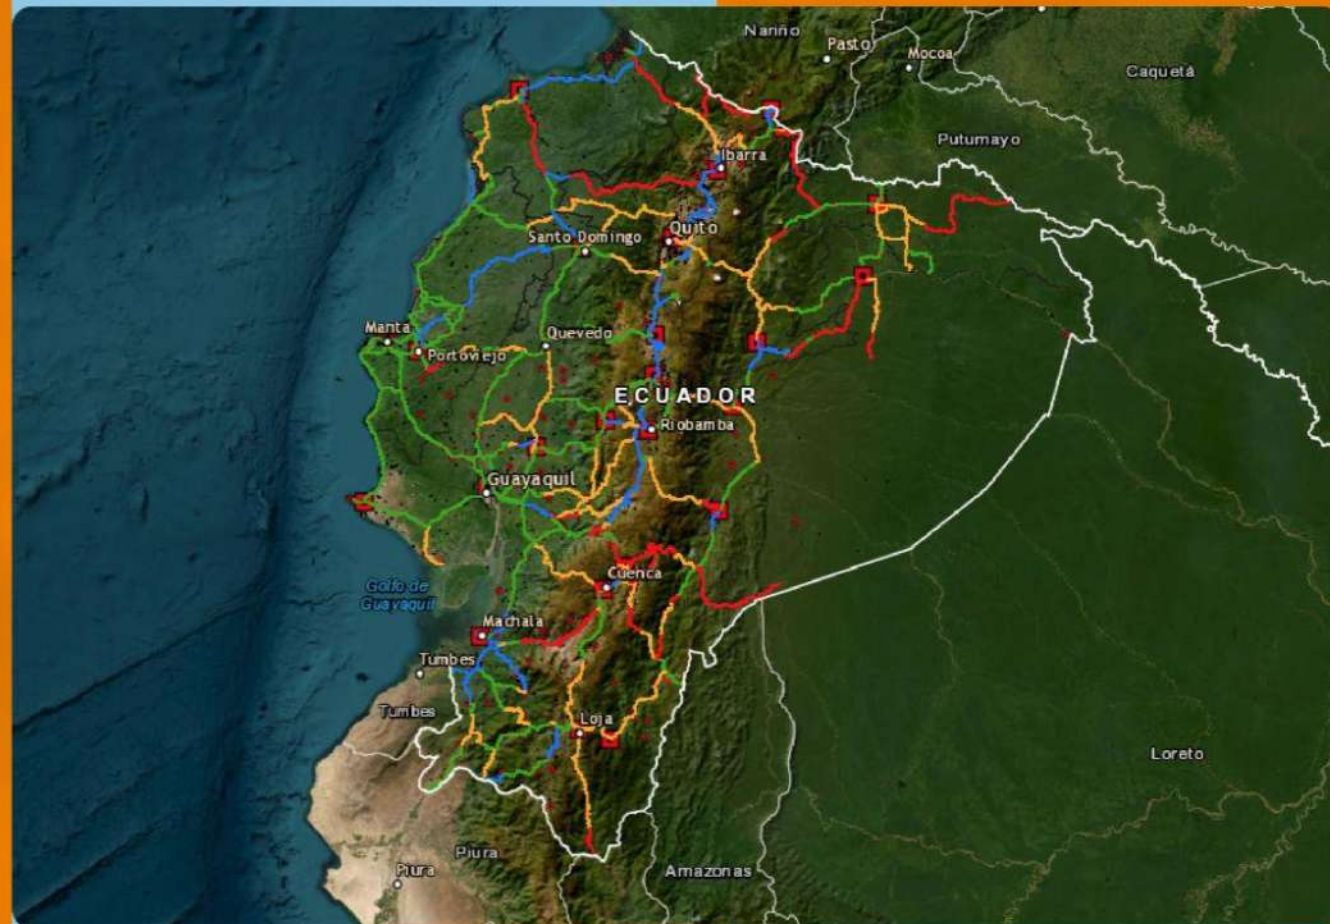 Nariño
Pasto
Mocoa
Caquetá
Putumayo
Ibarra
Quito
Santo Domingo
Manta
Quevedo
Portoviejo
ECUADOR
Riobamba
Guayaquil
Cuenca
Golfo de
Guayaquil
Machala
Tumbes
Tumbes
Loja
Loreto
Piura
Amazonas
Piura